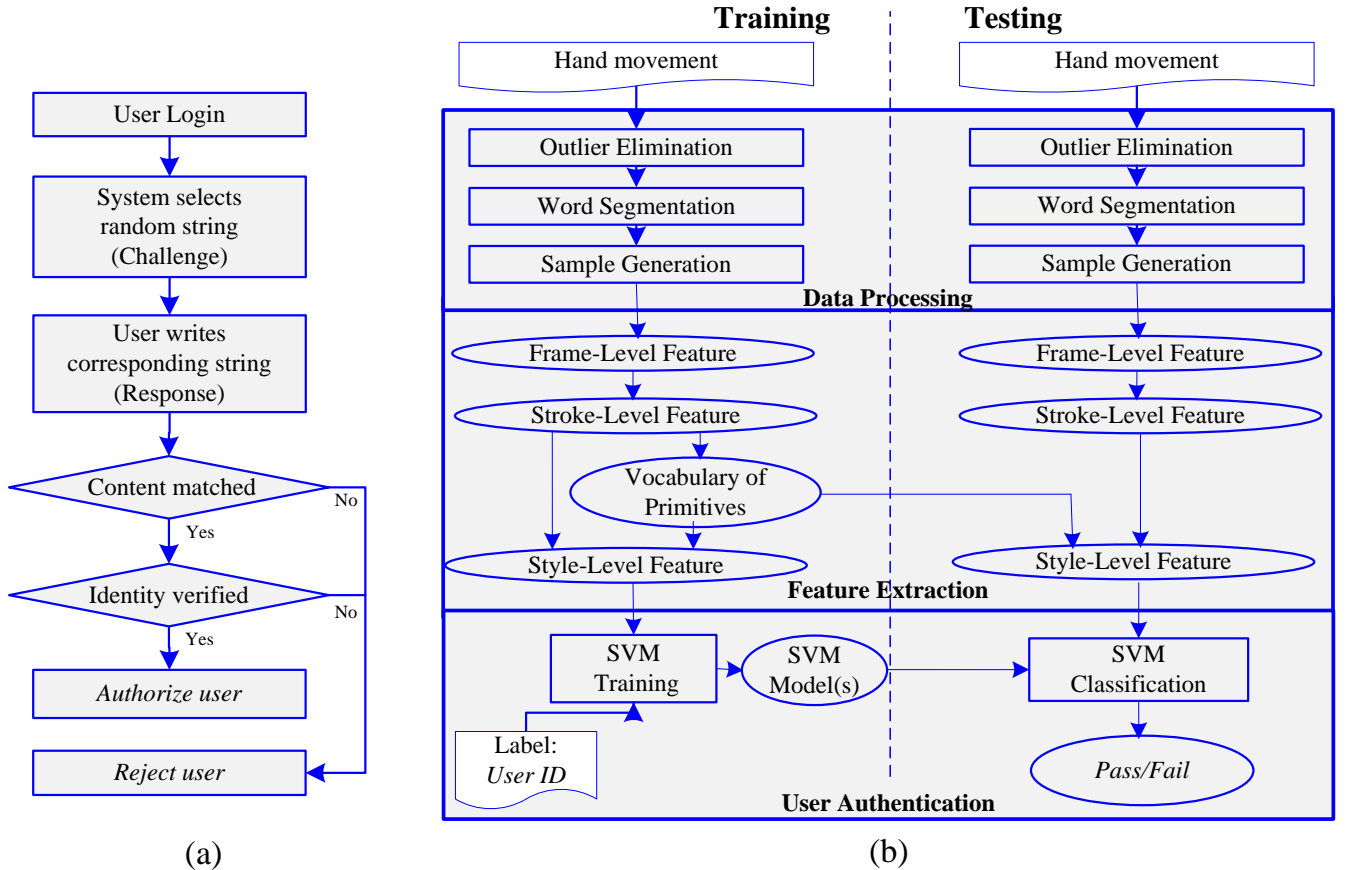 User Login
System selects
random string
(Challenge)
User writes
corresponding string
(Response)
Content matched
No
Yes
Identity verified
No
Yes
Authorize user
Reject user
(a)
Training
Testing
Hand movement
Hand movement
Outlier Elimination
Outlier Elimination
Word Segmentation
Word Segmentation
Sample Generation
Sample Generation
Data Processing
Frame-Level Feature
Frame-Level Feature
Stroke-Level Feature
Stroke-Level Feature
Vocabulary of
Primitives
Style-Level Feature
Style-Level Feature
Feature Extraction
SVM
Training
SVM
Model(s)
SVM
Classification
Label:
User ID
Pass/Fail
User Authentication
(b)